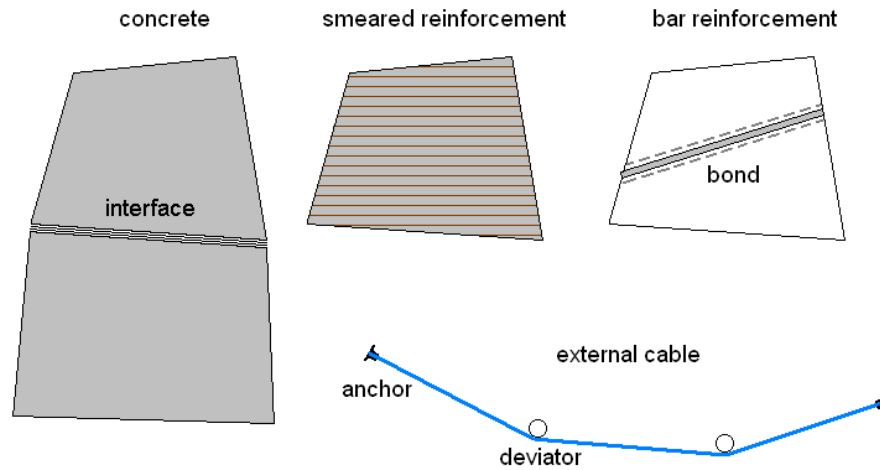 concrete
smeared reinforcement
bar reinforcement
interface
bond
external cable
anchor
deviator